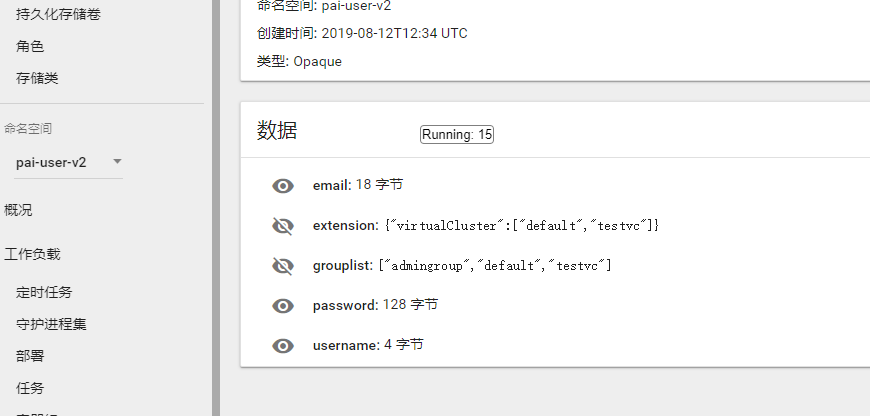 持久化存储卷
角色
存储类
命名空间
pai-user-v2
概况
工作负载
定时任务
守护进程集
部署
任务
命名空间: pai-user-v2
创建时间: 2019-08-12T12:34 UTC
类型: Opaque
数据
Running: 15
email: 18 字节
extension: {"virtualCluster":["default","testvc"]}
grouplist: ["admingroup","default","testvc"]
password: 128 字节
username: 4 字节